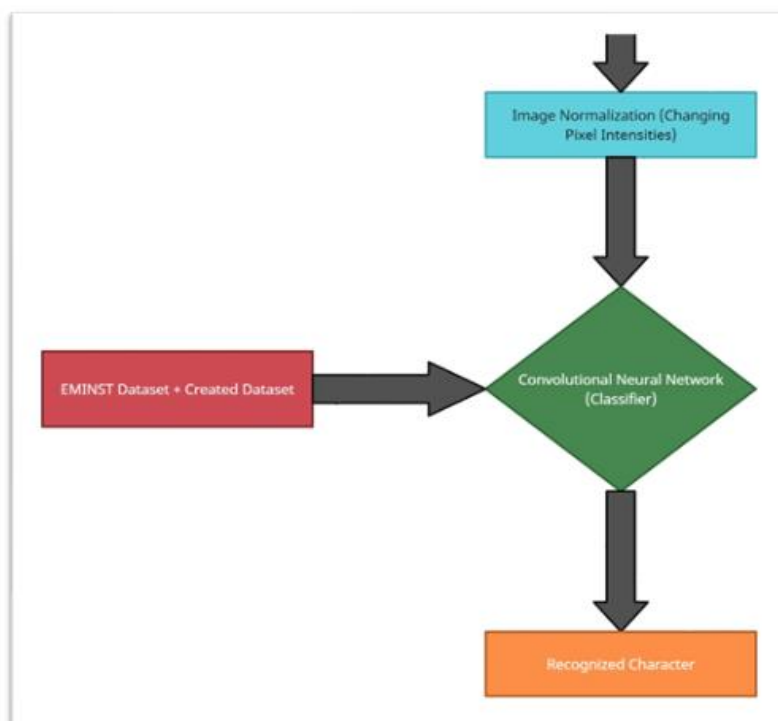 Image Normalization (Changing
Pixel Intensities)
EMINST Dataset + Created Dataset
Convolutional Neural Network
(Classifier)
Recognized Character